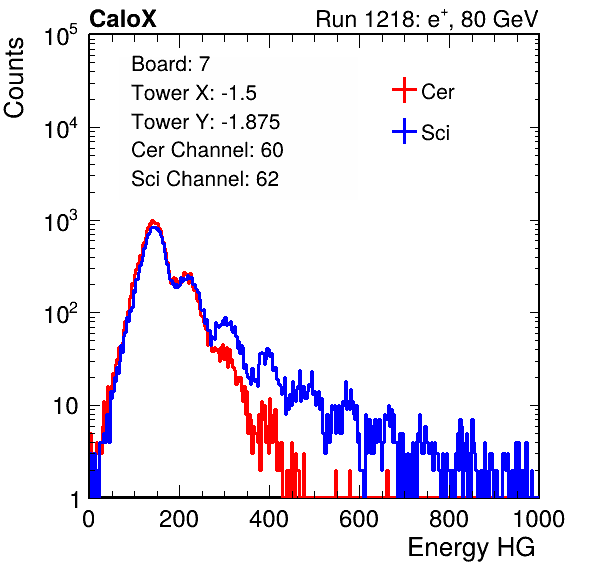 CaloX Run 1218: e⁺, 80 GeV
Counts
Board: 7
Tower X: -1.5
Tower Y: -1.875
Cer Channel: 60
Sci Channel: 62
Cer
Sci
10⁵
10⁴
10³
10²
10
1
0 200 400 600 800 1000
Energy HG